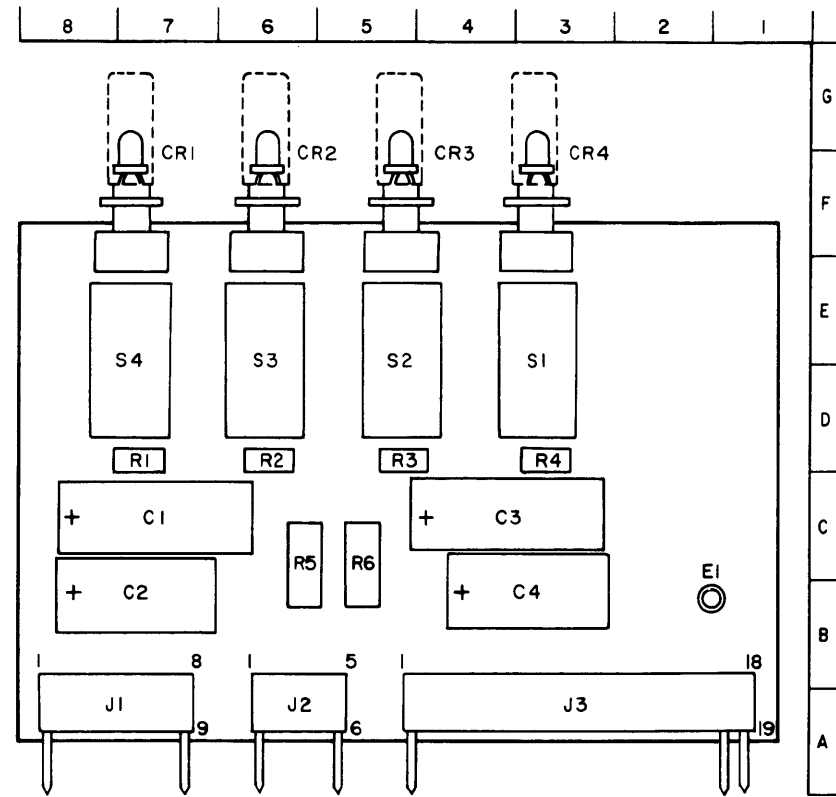 8 7 6 5 4 3 2 1
G
CR1 CR2 CR3 CR4
F
E
S4 S3 S2 S1
D
R1 R2 R3 R4
+ C1 + C3
C
R5 R6
E1
+ C2 + C4
B
1 8 1 5 1 18
J1 J2 J3
9 6 19
A